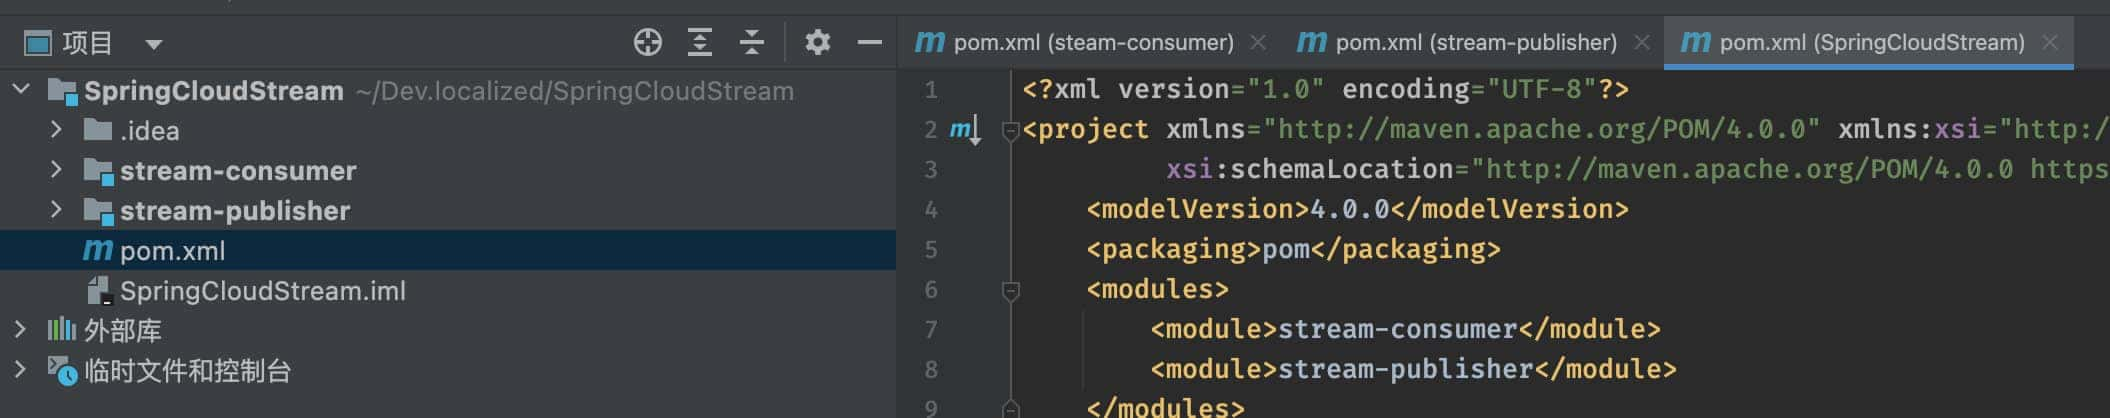 项目
SpringCloudStream ~/Dev.localized/SpringCloudStream
.idea
stream-consumer
stream-publisher
pom.xml
SpringCloudStream.iml
外部库
临时文件和控制台
pom.xml (steam-consumer) pom.xml (stream-publisher) pom.xml (SpringCloudStream)
1 <?xml version="1.0" encoding="UTF-8"?>
2 <project xmlns="http://maven.apache.org/POM/4.0.0" xmlns:xsi="http:/
3 xsi:schemaLocation="http://maven.apache.org/POM/4.0.0 https
4 <modelVersion>4.0.0</modelVersion>
5 <packaging>pom</packaging>
6 <modules>
7 <module>stream-consumer</module>
8 <module>stream-publisher</module>
9 </modules>